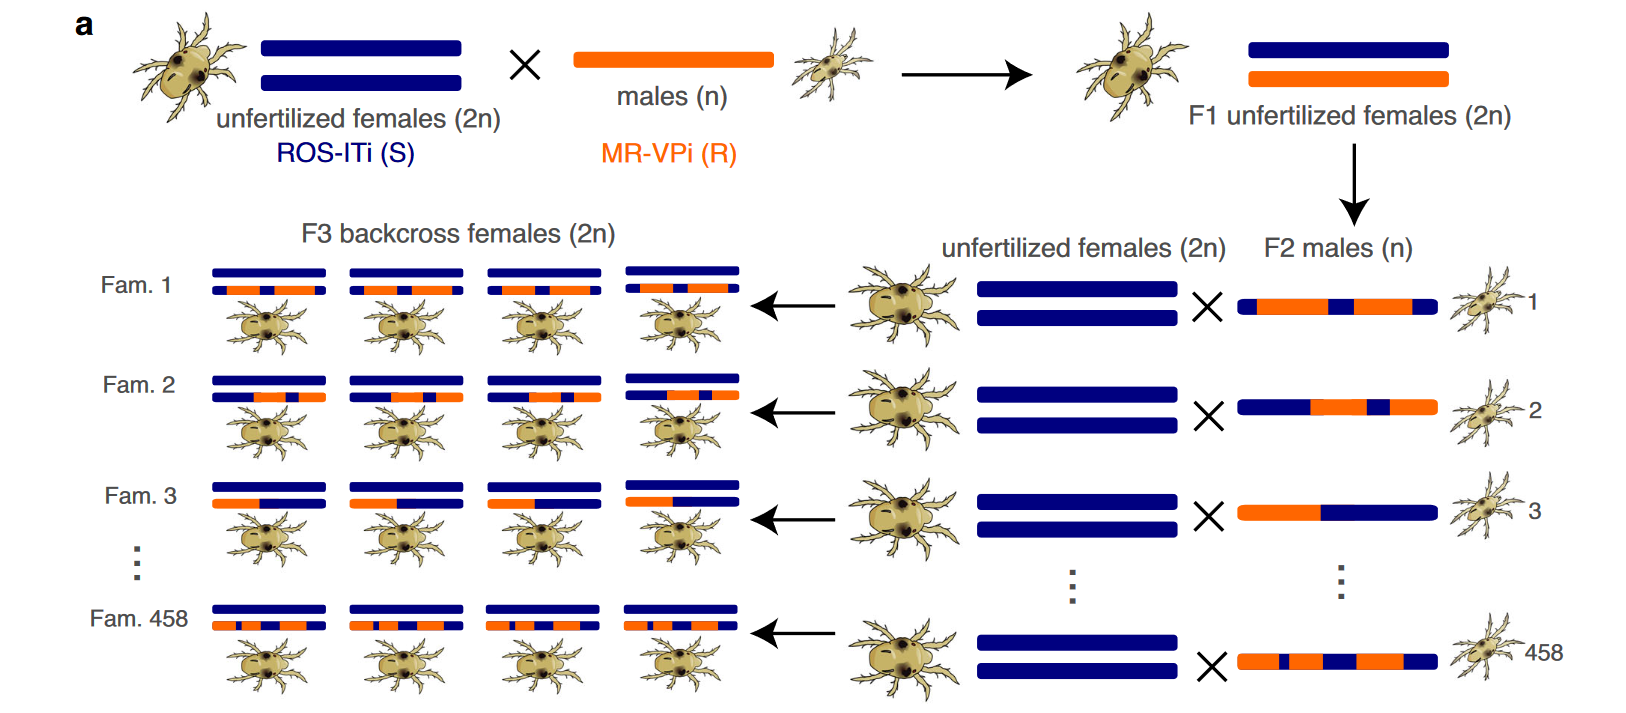 a
unfertilized females (2n)
ROS-ITi (S)
males (n)
MR-VPi (R)
F1 unfertilized females (2n)
F3 backcross females (2n)
unfertilized females (2n)
F2 males (n)
Fam. 1
1
Fam. 2
2
Fam. 3
3
Fam. 458
458